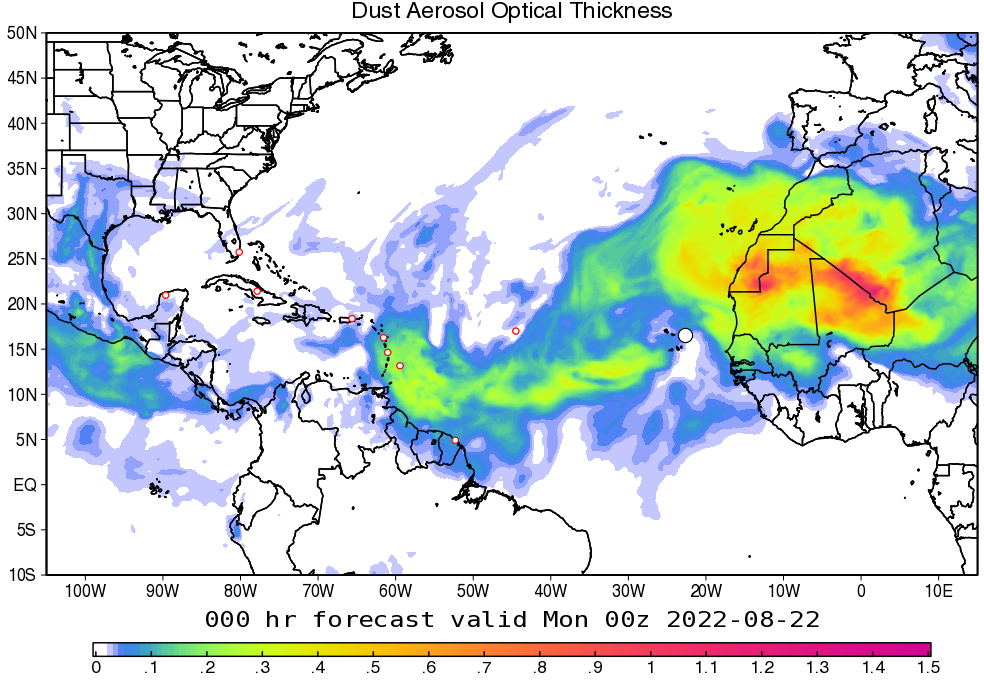 Dust Aerosol Optical Thickness
50N
45N
40N
35N
30N
25N
20N
15N
10N
5N
EQ
5S
10S
100W 90W 80W 70W 60W 50W 40W 30W 20W 10W 0 10E
000 hr forecast valid Mon 00z 2022-08-22
0 .1 .2 .3 .4 .5 .6 .7 .8 .9 1 1.1 1.2 1.3 1.4 1.5